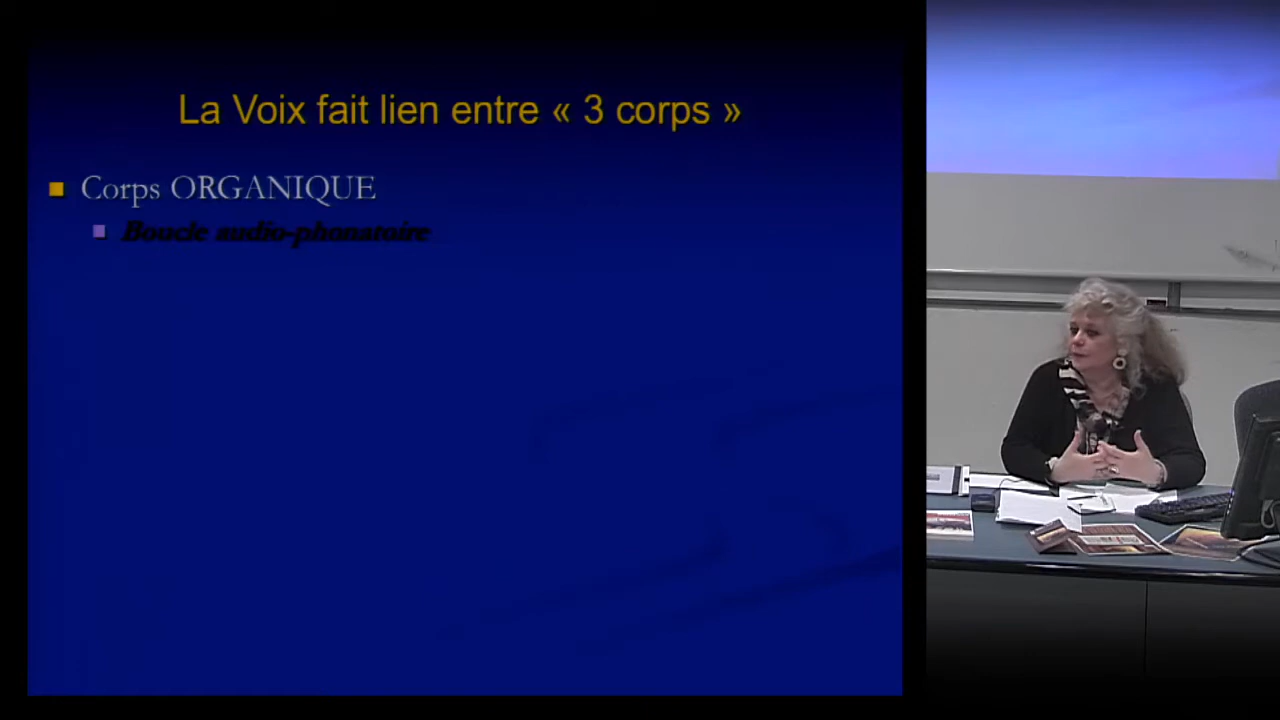 La Voix fait lien entre « 3 corps »
Corps ORGANIQUE
Boucle audio-phonatoire